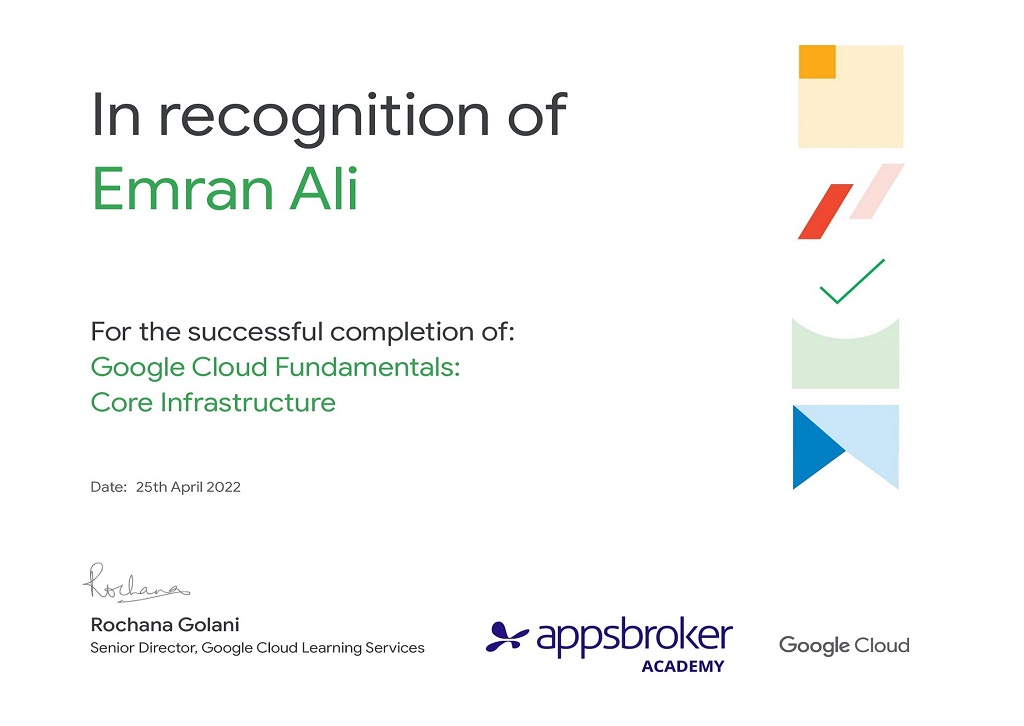 In recognition of
Emran Ali
For the successful completion of:
Google Cloud Fundamentals:
Core Infrastructure
Date: 25th April 2022
Rochana
Rochana Golani
Senior Director, Google Cloud Learning Services
appsbroker
ACADEMY
Google Cloud